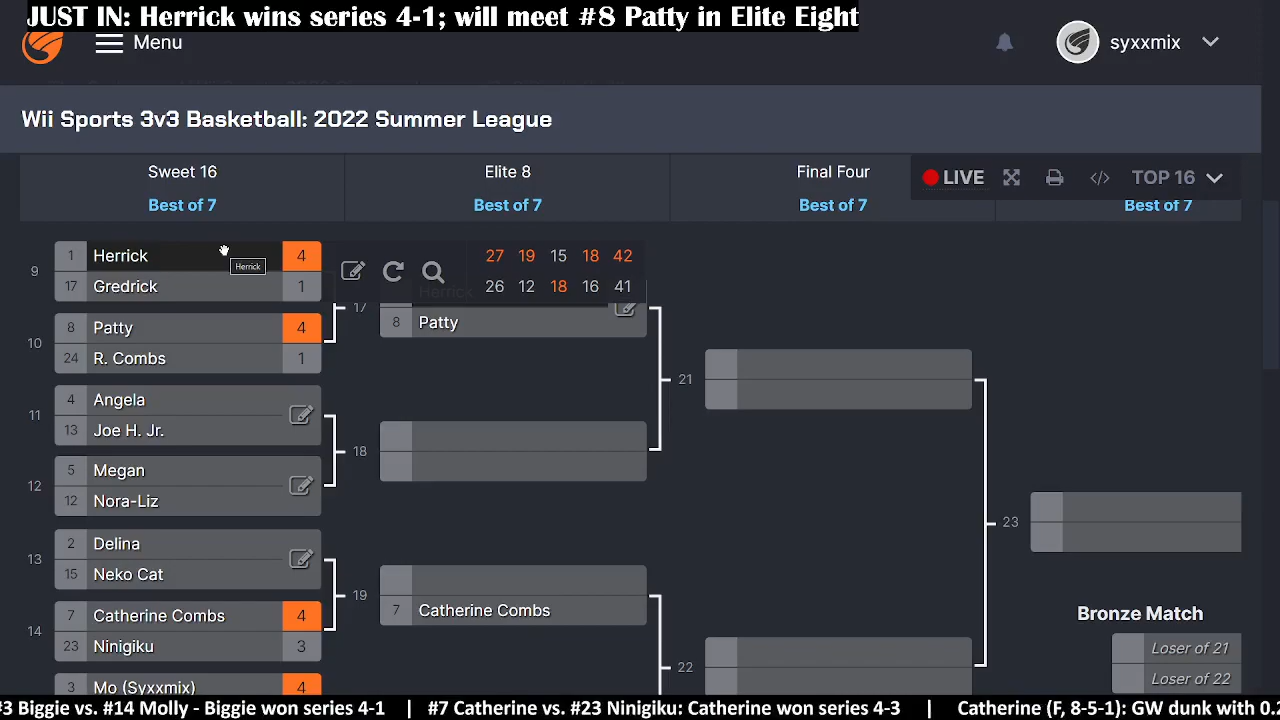 JUST IN: Herrick wins series 4-1; will meet #8 Patty in Elite Eight
Menu
syxxmix
Wii Sports 3v3 Basketball: 2022 Summer League
Sweet 16
Elite 8
Final Four
LIVE
</>
TOP 16
Best of 7
Best of 7
Best of 7
Best of 7
9
1 Herrick 4
Herrick
17 Gredrick 1
27 19 15 18 42
26 12 18 16 41
10
8 Patty 4
24 R. Combs 1
17
Herrick
8 Patty
11
4 Angela
13 Joe H. Jr.
12
5 Megan
12 Nora-Liz
18
21
13
2 Delina
15 Neko Cat
14
7 Catherine Combs 4
23 Ninigiku 3
19
7 Catherine Combs
22
23
Bronze Match
Loser of 21
Loser of 22
3 Mo (Syxxmix) 4
#3 Biggie vs. #14 Molly - Biggie won series 4-1 | #7 Catherine vs. #23 Ninigiku: Catherine won series 4-3 | Catherine (F, 8-5-1): GW dunk with 0.2